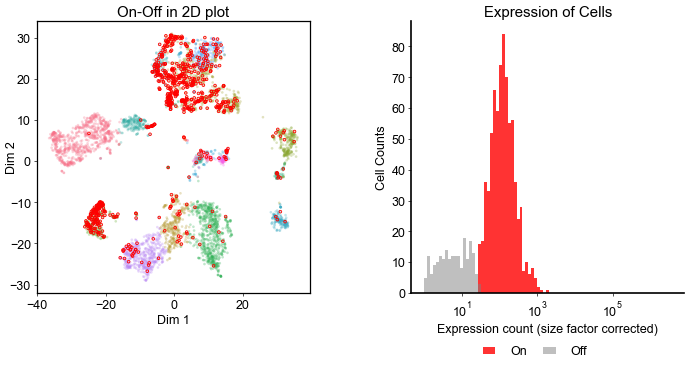 On-Off in 2D plot
30
20
10
0
−10
−20
−30
Dim 2
−40
−20
0
20
Dim 1
Expression of Cells
80
70
60
50
40
30
20
10
0
Cell Counts
10^1
10^3
10^5
Expression count (size factor corrected)
On
Off